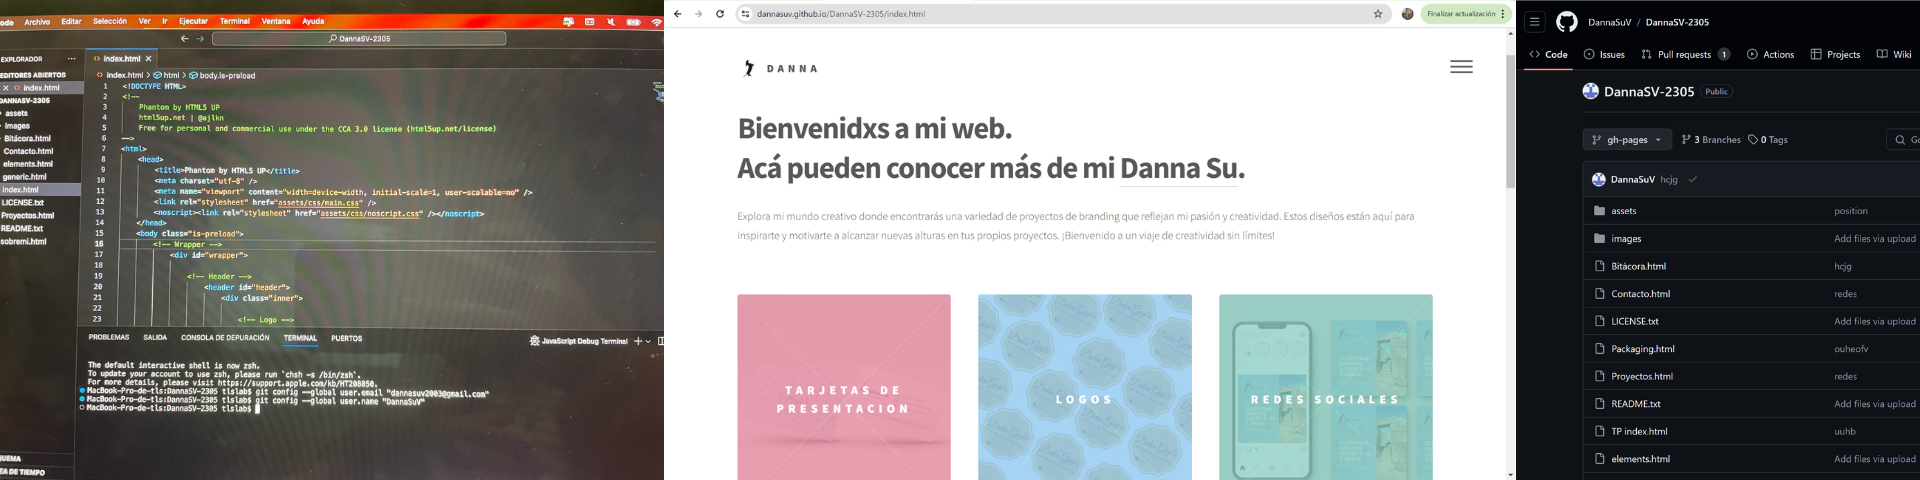 ode Archivo Editar Selección Ver Ir Ejecutar Terminal Ventana Ayuda
DannaSV-2305
EXPLORADOR
EDITORES ABIERTOS
index.html
DANNASV-2305
assets
images
Bitácora.html
Contacto.html
elements.html
generic.html
index.html
LICENSE.txt
Proyectos.html
README.txt
sobremi.html
QUEMA
EA DE TIEMPO
index.html
index.html > html > body.is-preload
1 <!DOCTYPE HTML>
2 <!--
3 Phantom by HTML5 UP
4 html5up.net | @ajlkn
5 Free for personal and commercial use under the CCA 3.0 license (html5up.net/license)
6 -->
7 <html>
8 <head>
9 <title>Phantom by HTML5 UP</title>
10 <meta charset="utf-8" />
11 <meta name="viewport" content="width=device-width, initial-scale=1, user-scalable=no" />
12 <link rel="stylesheet" href="assets/css/main.css" />
13 <noscript><link rel="stylesheet" href="assets/css/noscript.css" /></noscript>
14 </head>
15 <body class="is-preload">
16 <!-- Wrapper -->
17 <div id="wrapper">
18
19 <!-- Header -->
20 <header id="header">
21 <div class="inner">
22
23 <!-- Logo -->
PROBLEMAS SALIDA CONSOLA DE DEPURACIÓN TERMINAL PUERTOS
JavaScript Debug Terminal
The default interactive shell is now zsh.
To update your account to use zsh, please run `chsh -s /bin/zsh`.
For more details, please visit https://support.apple.com/kb/HT208050.
MacBook-Pro-de-tls:DannaSV-2305 tlslab$ git config --global user.email "dannasuv2003@gmail.com"
MacBook-Pro-de-tls:DannaSV-2305 tlslab$ git config --global user.name "DannaSuV"
MacBook-Pro-de-tls:DannaSV-2305 tlslab$
dannasuv.github.io/DannaSV-2305/index.html
Finalizar actualización
DANNA
Bienvenidxs a mi web.
Acá pueden conocer más de mi Danna Su.
Explora mi mundo creativo donde encontrarás una variedad de proyectos de branding que reflejan mi pasión y creatividad. Estos diseños están aquí para
inspirarte y motivarte a alcanzar nuevas alturas en tus propios proyectos. ¡Bienvenido a un viaje de creatividad sin límites!
TARJETAS DE
PRESENTACION
LOGOS
REDES SOCIALES
DannaSuV / DannaSV-2305
Code Issues Pull requests 1 Actions Projects Wiki
DannaSV-2305 Public
gh-pages 3 Branches 0 Tags Go
DannaSuV hcjg
assets position
images Add files via upload
Bitácora.html hcjg
Contacto.html redes
LICENSE.txt Add files via upload
Packaging.html ouheofv
Proyectos.html redes
README.txt Add files via upload
TP index.html uuhb
elements.html Add files via upload